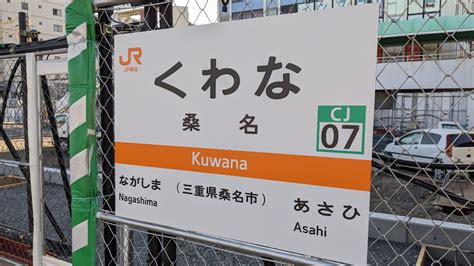 JR
JR東海
くわな
桑名
CJ
07
Kuwana
ながしま
Nagashima
(三重県桑名市)
あさひ
Asahi